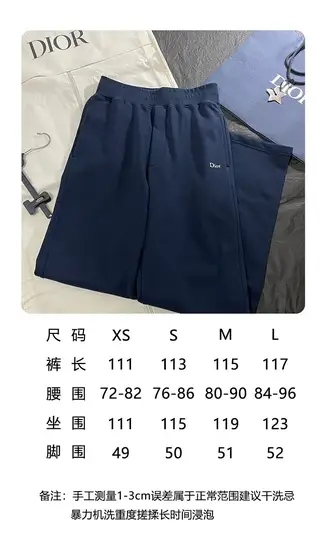 DIOR
DIOR
Dior
尺 码 XS S M L
裤 长 111 113 115 117
腰 围 72-82 76-86 80-90 84-96
坐 围 111 115 119 123
脚 围 49 50 51 52
备注：手工测量1-3cm误差属于正常范围建议干洗忌
暴力机洗重度搓揉长时间浸泡